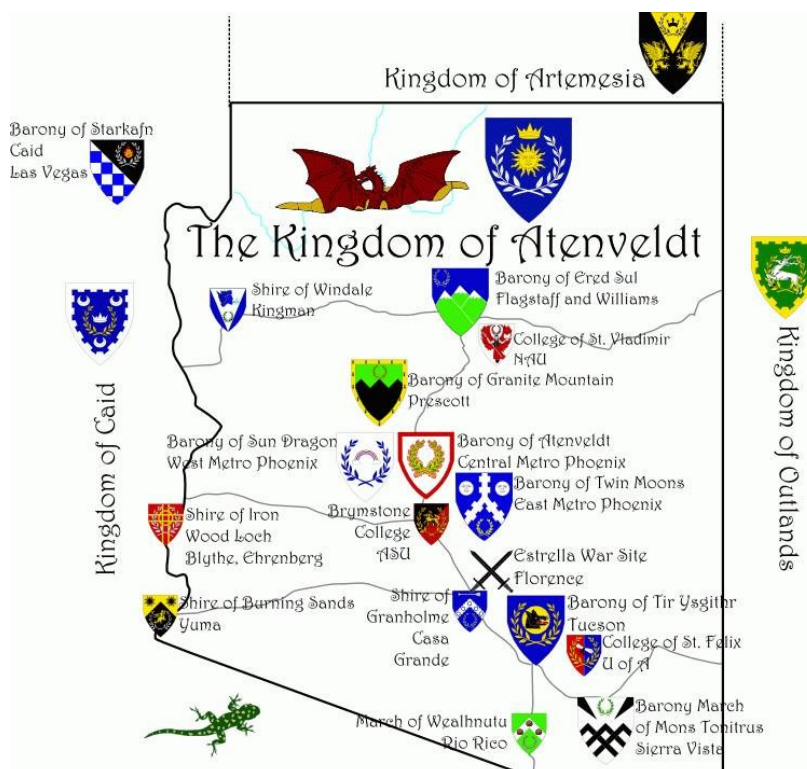 Kingdom of Artemesia
Barony of Starkafn
Caid
Las Vegas
The Kingdom of Atenveldt
Shire of Windale
Kingman
Barony of Ered Sul
Flagstaff and Williams
College of St. Vladimir
NAU
Kingdom of Caid
Kingdom of Outlands
Barony of Granite Mountain
Prescott
Barony of Sun Dragon
West Metro Phoenix
Barony of Atenveldt
Central Metro Phoenix
Barony of Twin Moons
East Metro Phoenix
Shire of Iron
Wood Loch
Blythe, Ehrenberg
Brymstone
College
ASU
Estrella War Site
Florence
Shire of Burning Sands
Yuma
Shire of
Granholme
Casa
Grande
Barony of Tir Ysgithr
Tucson
College of St. Felix
U of A
March of Wealhnutu
Rio Rico
Barony March
of Mons Tonitrus
Sierra Vista